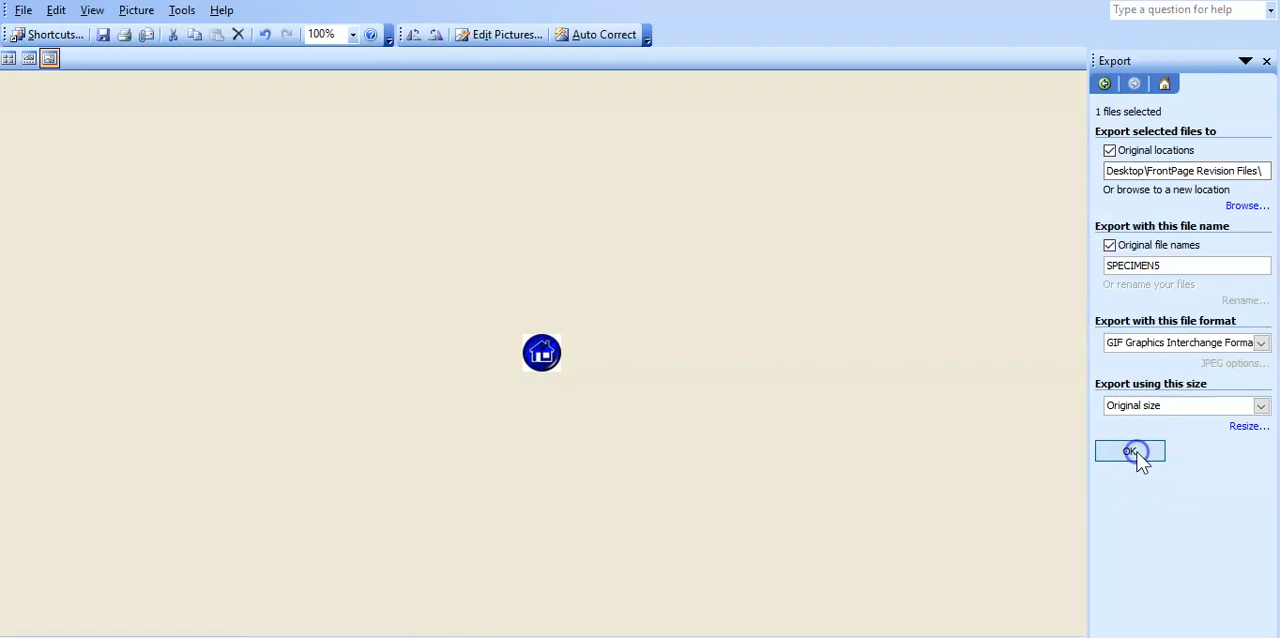 File Edit View Picture Tools Help
Type a question for help
Shortcuts... 100% Edit Pictures... Auto Correct
Export
1 files selected
Export selected files to
Original locations
Desktop\FrontPage Revision Files\
Or browse to a new location
Browse...
Export with this file name
Original file names
SPECIMEN5
Or rename your files
Rename...
Export with this file format
GIF Graphics Interchange Forma
JPEG options...
Export using this size
Original size
Resize...
OK